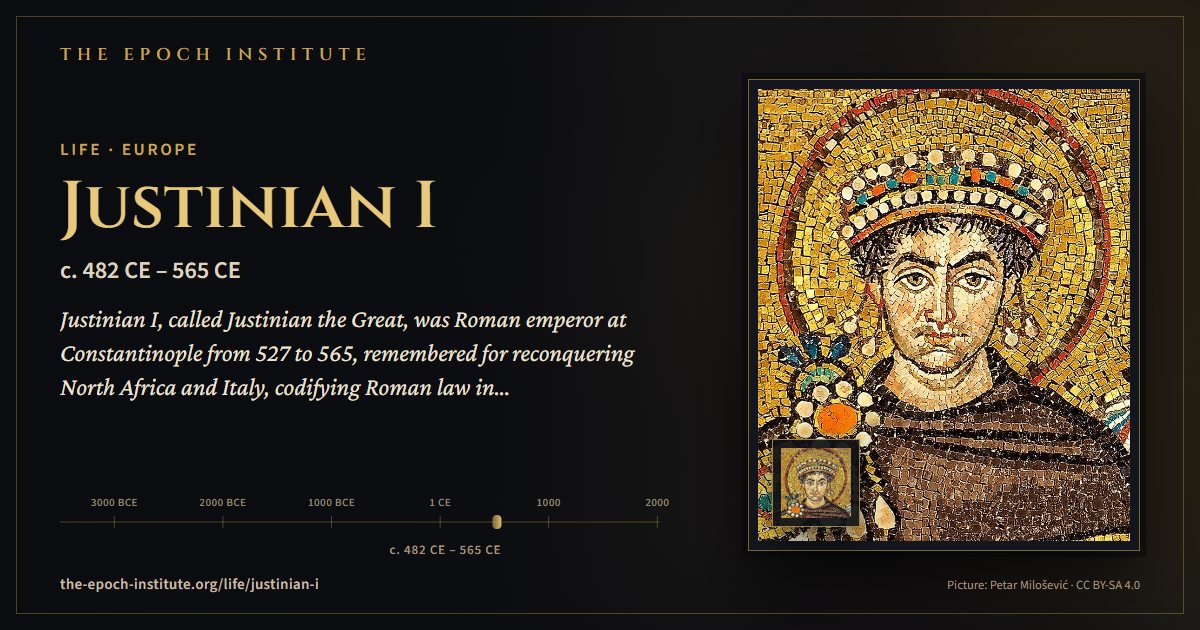 THE EPOCH INSTITUTE
LIFE · EUROPE
JUSTINIAN I
c. 482 CE – 565 CE
Justinian I, called Justinian the Great, was Roman emperor at
Constantinople from 527 to 565, remembered for reconquering
North Africa and Italy, codifying Roman law in...
3000 BCE 2000 BCE 1000 BCE 1 CE 1000 2000
c. 482 CE – 565 CE
the-epoch-institute.org/life/justinian-i
Picture: Petar Milošević · CC BY-SA 4.0